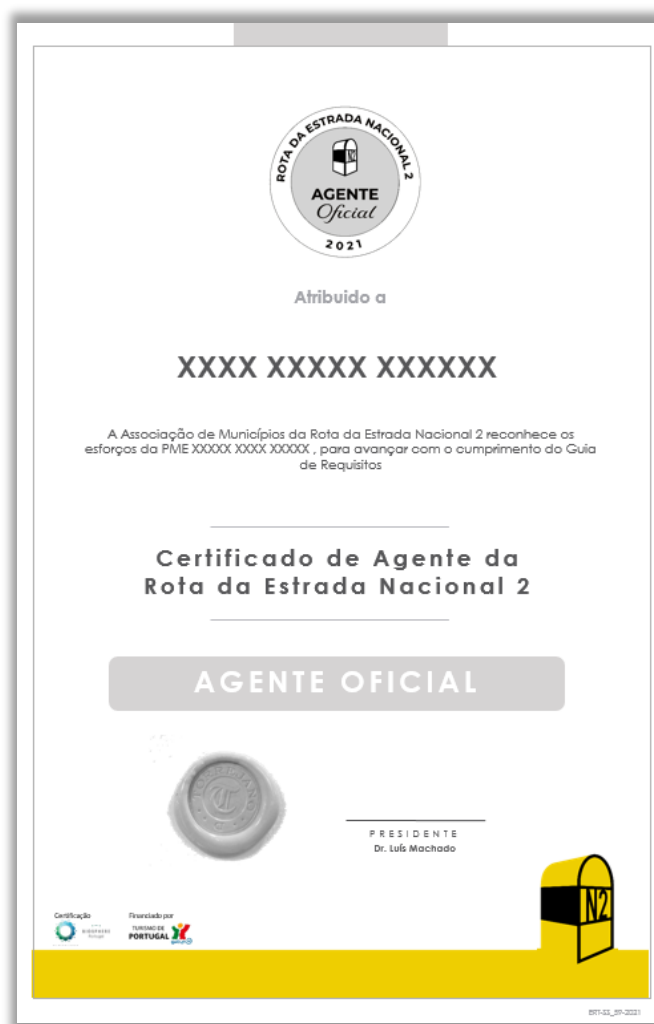 ROTA DA ESTRADA NACIONAL 2
N2
AGENTE
Oficial
2021
Atribuido a
XXXX XXXXX XXXXXX
A Associação de Municípios da Rota da Estrada Nacional 2 reconhece os
esforços da PME XXXXX XXXX XXXXX , para avançar com o cumprimento do Guia
de Requisitos
Certificado de Agente da
Rota da Estrada Nacional 2
AGENTE OFICIAL
PRESIDENTE
Dr. Luís Machado
N2
Certificação
Financiado por
TURISMO DE
PORTUGAL